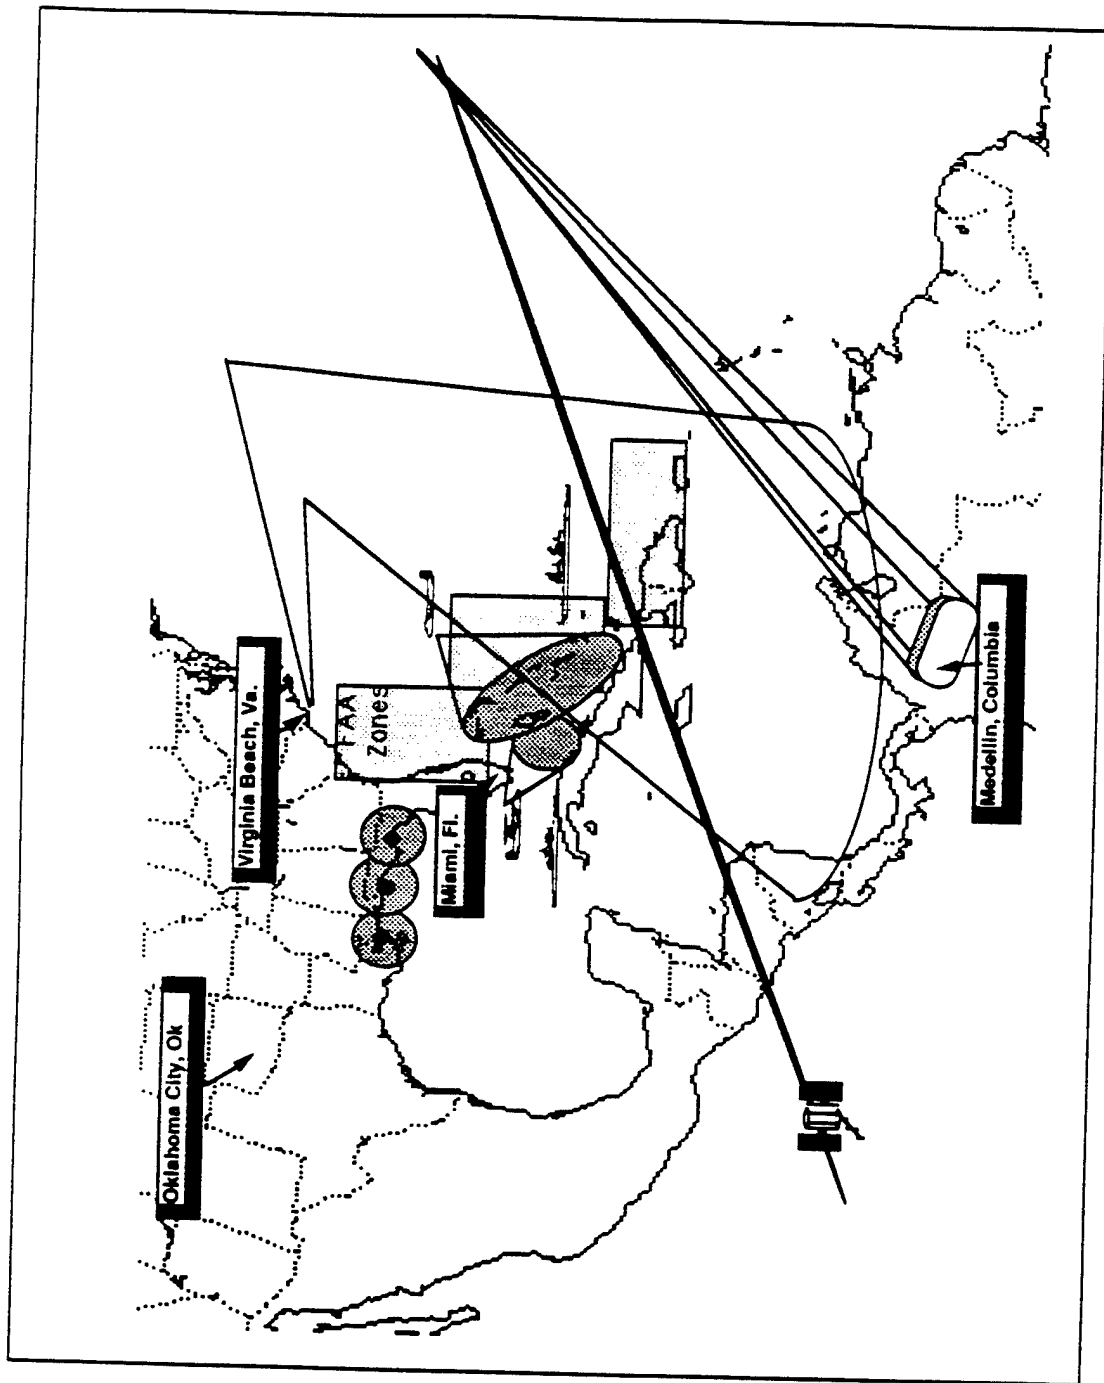 Oklahoma City, Ok
Virginia Beach, Va.
FAA
Zones
Miami, Fl.
Medellin, Columbia